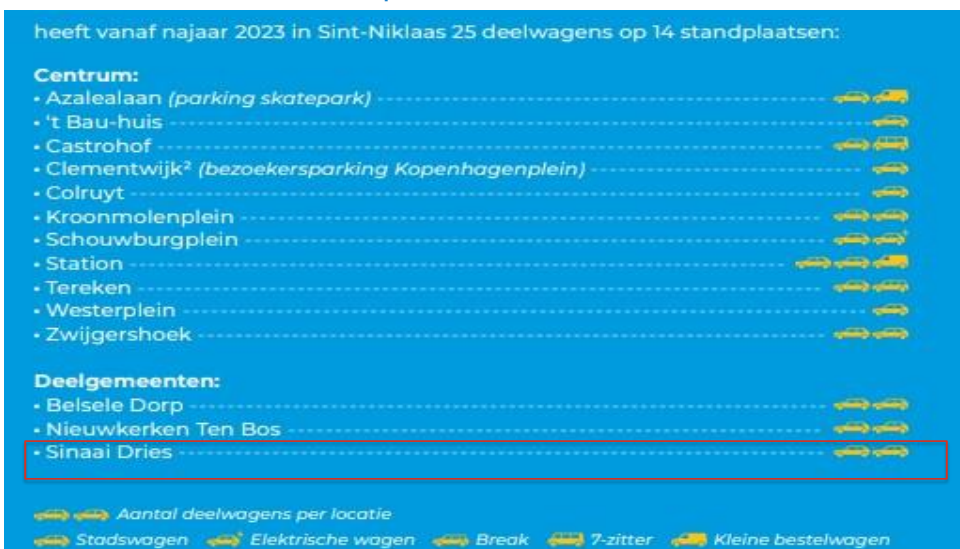 heeft vanaf najaar 2023 in Sint-Niklaas 25 deelwagens op 14 standplaatsen:
Centrum:
• Azalealaan (parking skatepark)
• 't Bau-huis
• Castrohof
• Clementwijk² (bezoekersparking Kopenhagenplein)
• Colruyt
• Kroonmolenplein
• Schouwburgplein
• Station
• Tereken
• Westerplein
• Zwijgershoek
Deelgemeenten:
• Belsele Dorp
• Nieuwkerken Ten Bos
• Sinaai Dries
Aantal deelwagens per locatie
Stadswagen Elektrische wagen Break 7-zitter Kleine bestelwagen